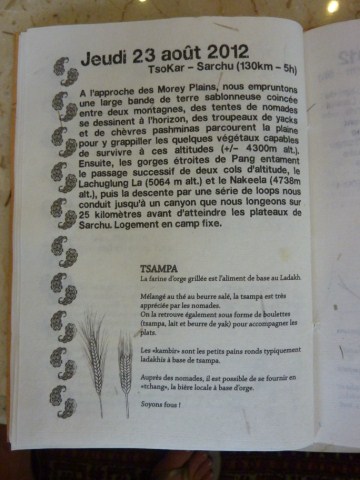 Jeudi 23 août 2012
TsoKar – Sarchu (130km – 5h)
A l'approche des Morey Plains, nous empruntons
une large bande de terre sablonneuse coincée
entre deux montagnes, des tentes de nomades
se dessinent à l'horizon, des troupeaux de yacks
et de chèvres pashminas parcourent la plaine
pour y grappiller les quelques végétaux capables
de survivre à ces altitudes (+/– 4300m alt.).
Ensuite, les gorges étroites de Pang entament
le passage successif de deux cols d'altitude, le
Lachuglung La (5064 m alt.) et le Nakeela (4738m
alt.), puis la descente par une série de loops nous
conduit jusqu'à un canyon que nous longeons sur
25 kilomètres avant d'atteindre les plateaux de
Sarchu. Logement en camp fixe.
TSAMPA
La farine d'orge grillée est l'aliment de base au Ladakh.
Mélangé au thé au beurre salé, la tsampa est très
appréciée par les nomades.
On la retrouve également sous forme de boulettes
(tsampa, lait et beurre de yak) pour accompagner les
plats.
Les «kambir» sont les petits pains ronds typiquement
ladakhis à base de tsampa.
Auprès des nomades, il est possible de se fournir en
«tchang», la bière locale à base d'orge.
Soyons fous !